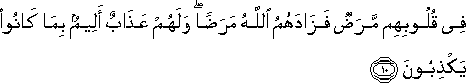 فِى قُلُوبِهِم مَّرَضٌ فَزَادَهُمُ ٱللَّهُ مَرَضًا ۖ وَلَهُمْ عَذَابٌ أَلِيمٌۢ بِمَا كَانُوا۟
يَكْذِبُونَ ﴿١٠﴾